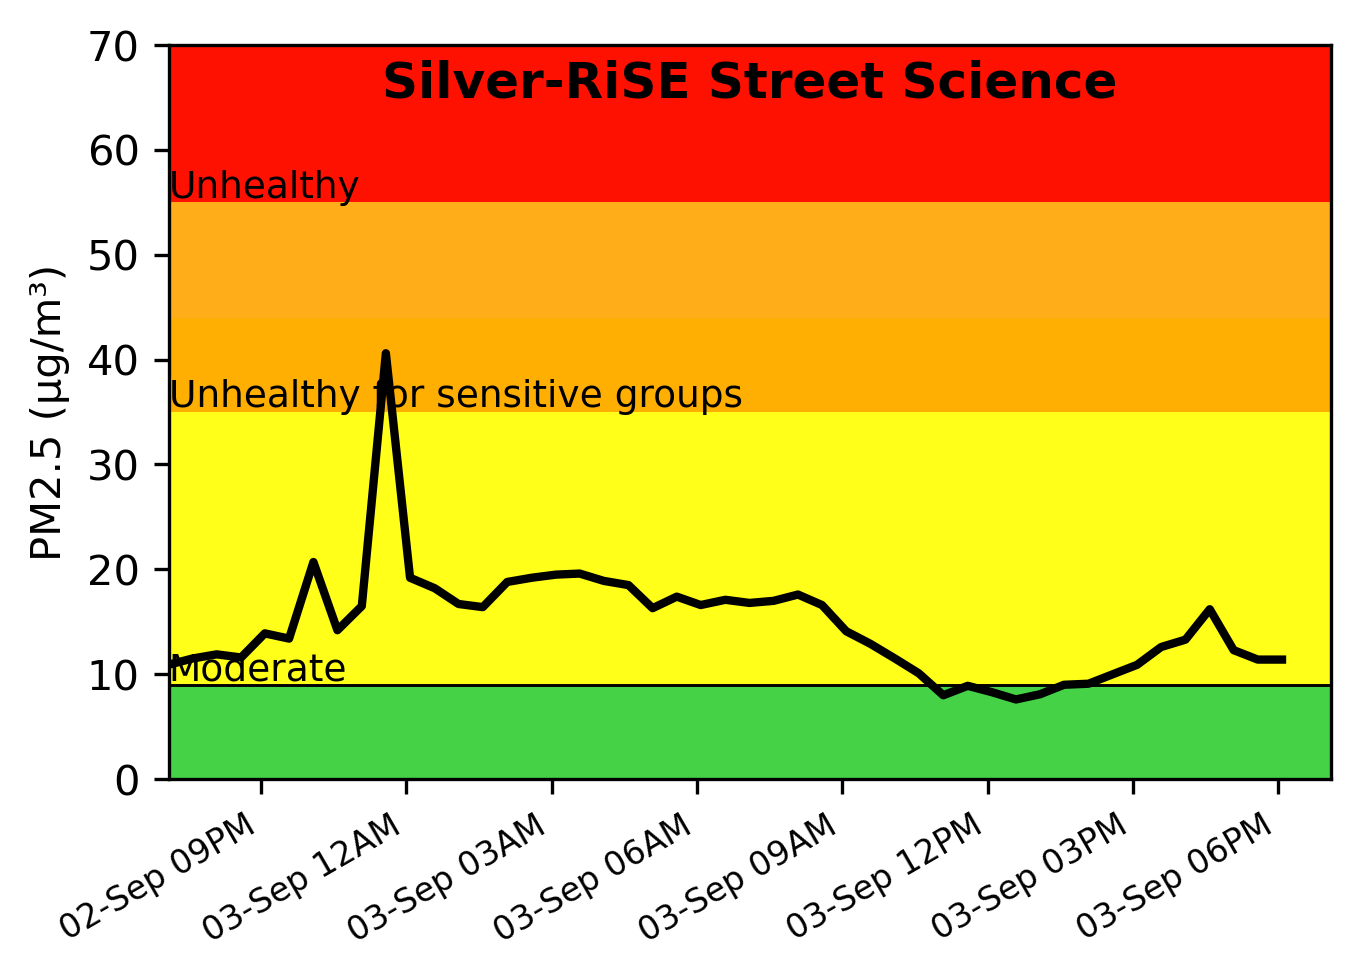 Silver-RiSE Street Science
70
60
50
40
30
20
10
0
PM2.5 (µg/m³)
Unhealthy
Unhealthy for sensitive groups
Moderate
02-Sep 09PM
03-Sep 12AM
03-Sep 03AM
03-Sep 06AM
03-Sep 09AM
03-Sep 12PM
03-Sep 03PM
03-Sep 06PM